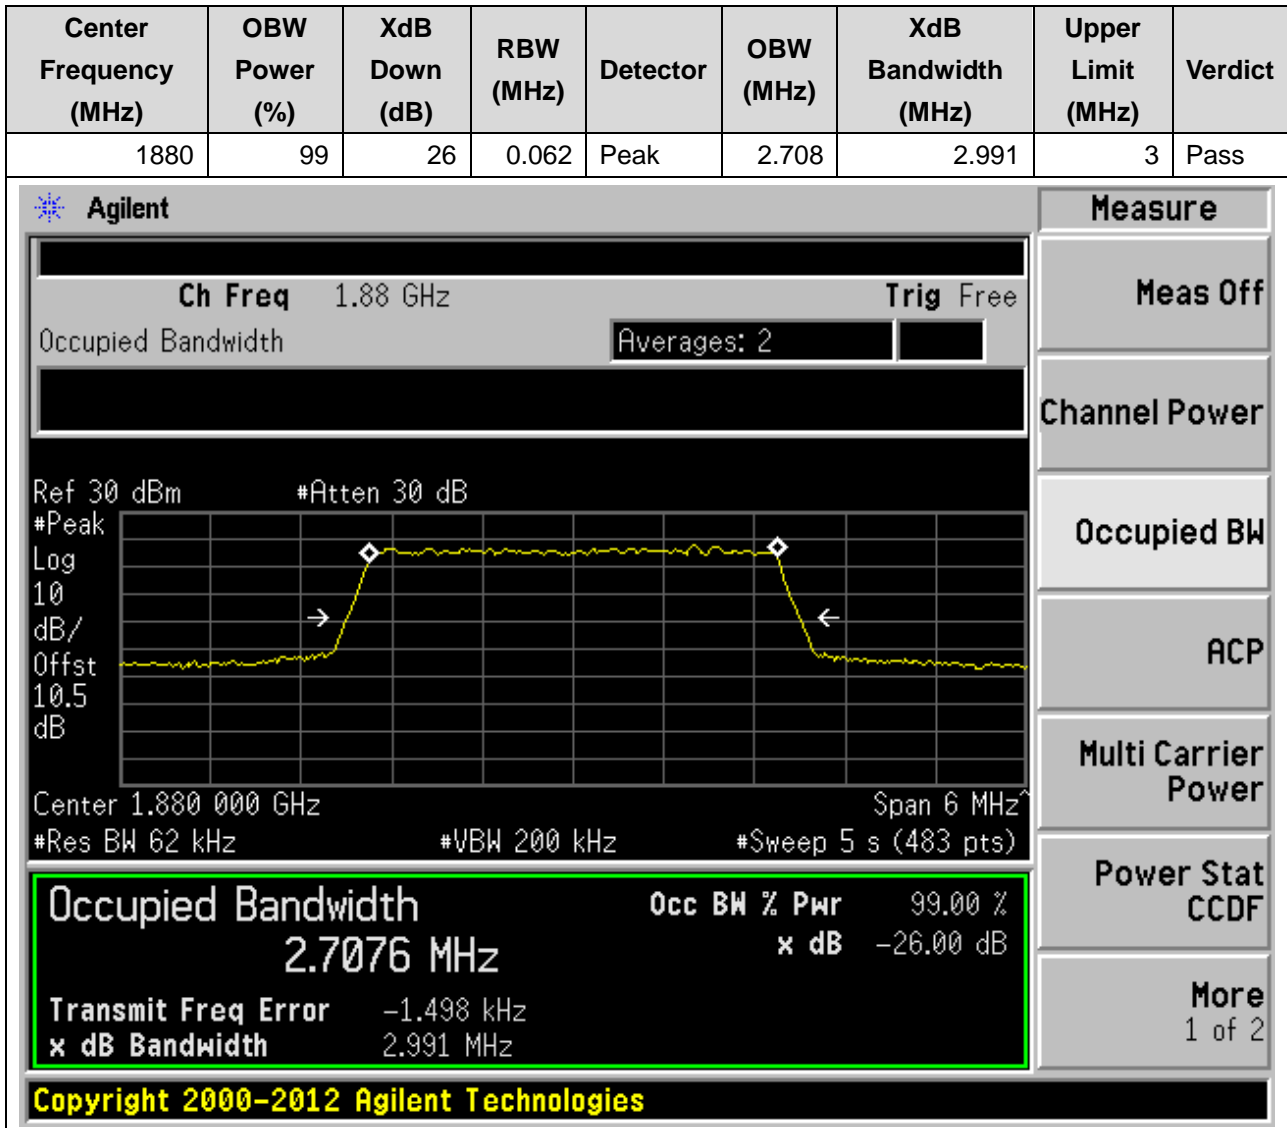 Center Frequency (MHz) OBW Power (%) XdB Down (dB) RBW (MHz) Detector OBW (MHz) XdB Bandwidth (MHz) Upper Limit (MHz) Verdict
1880 99 26 0.062 Peak 2.708 2.991 3 Pass
Agilent
Measure
Ch Freq 1.88 GHz Trig Free
Meas Off
Occupied Bandwidth Averages: 2
Channel Power
Ref 30 dBm #Atten 30 dB
#Peak
Log
10
dB/
Offst
10.5
dB
Occupied BW
ACP
Multi Carrier
Power
Center 1.880 000 GHz Span 6 MHz^
#Res BW 62 kHz #VBW 200 kHz #Sweep 5 s (483 pts)
Power Stat
CCDF
Occupied Bandwidth Occ BW % Pwr 99.00 %
2.7076 MHz x dB -26.00 dB
Transmit Freq Error -1.498 kHz
x dB Bandwidth 2.991 MHz
More
1 of 2
Copyright 2000-2012 Agilent Technologies